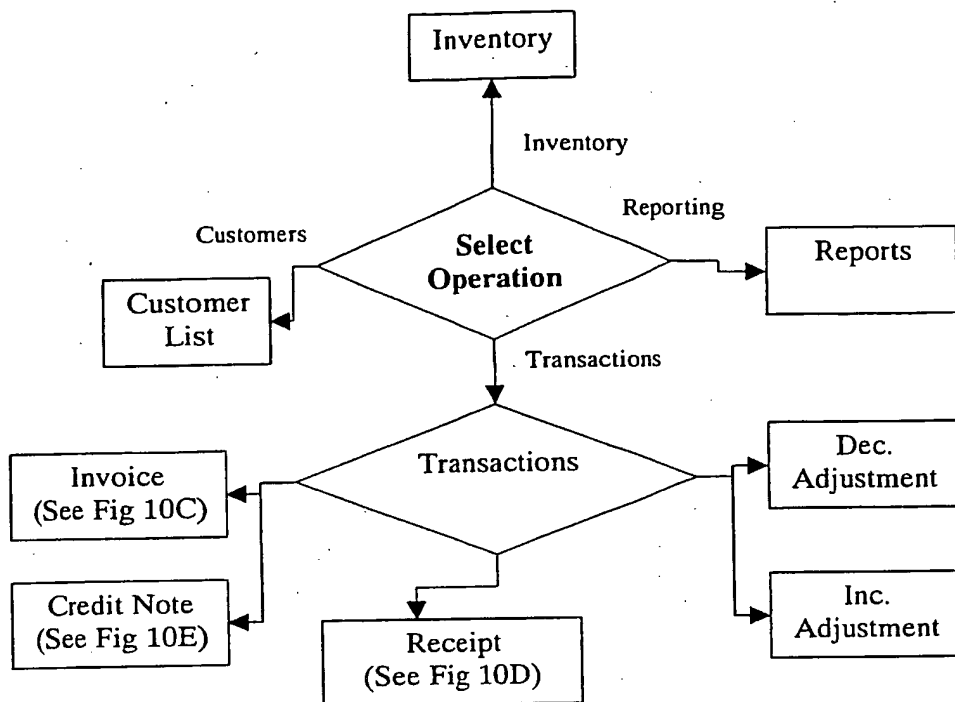 Inventory
Inventory
Reporting
Customers
Select
Operation
Reports
Customer
List
Transactions
Transactions
Dec.
Adjustment
Invoice
(See Fig 10C)
Credit Note
(See Fig 10E)
Receipt
(See Fig 10D)
Inc.
Adjustment